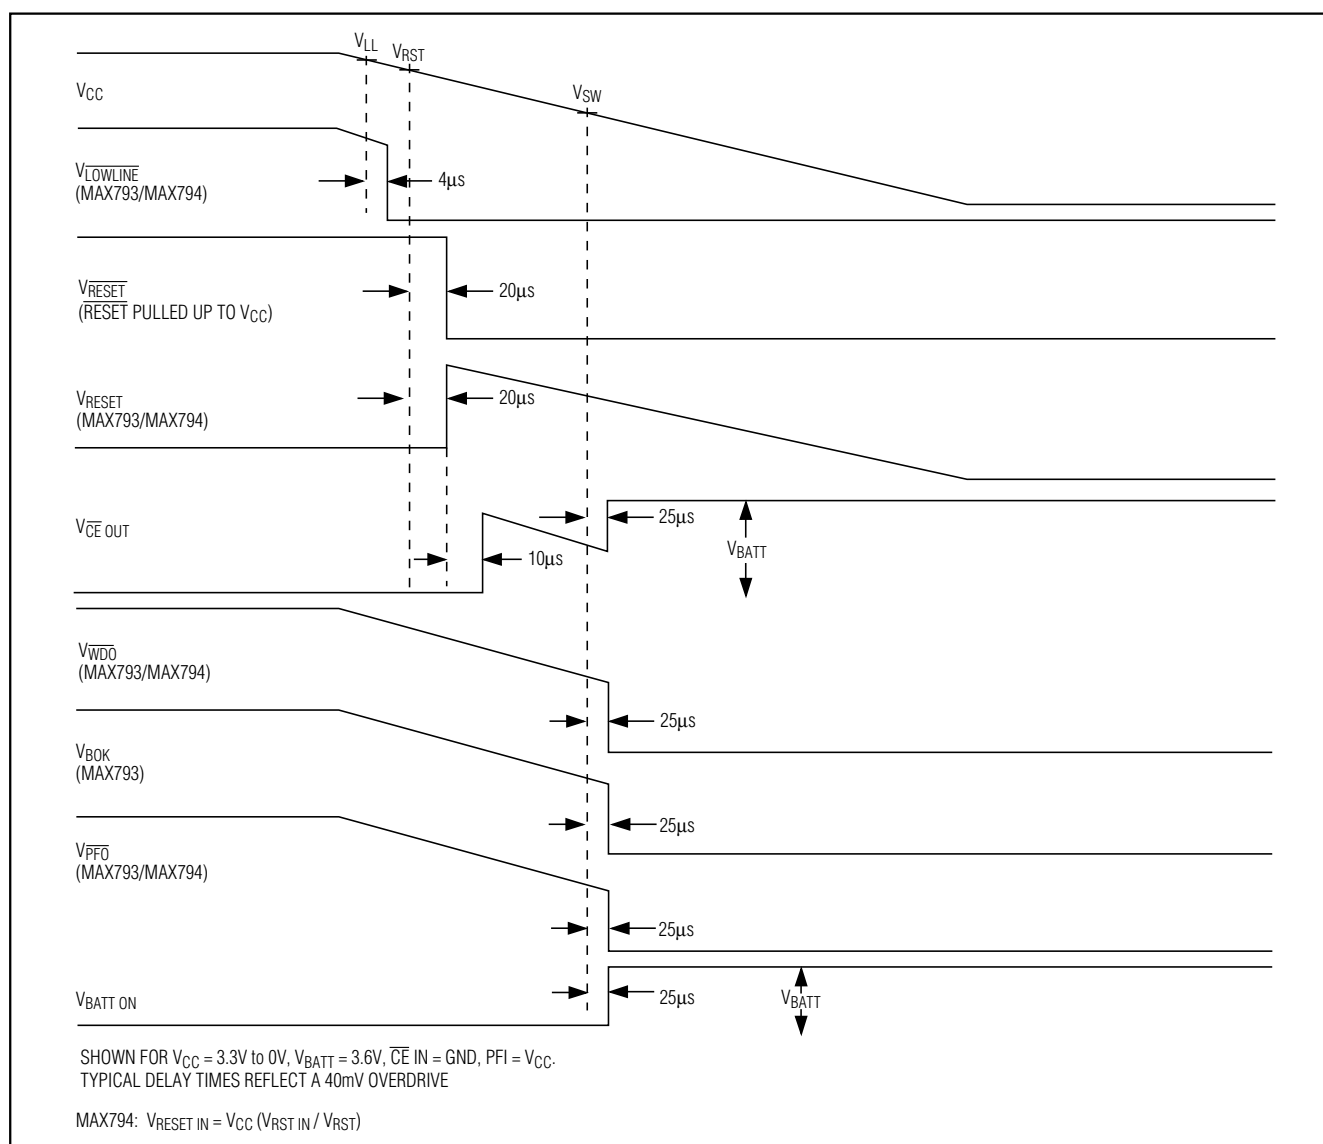 VLL
VRST
VSW
VCC
VLOWLINE
(MAX793/MAX794)
4µs
VRESET
(RESET PULLED UP TO VCC)
20µs
VRESET
(MAX793/MAX794)
20µs
VCE OUT
25µs
10µs
VBATT
VWDO
(MAX793/MAX794)
25µs
VBOK
(MAX793)
25µs
VPFO
(MAX793/MAX794)
25µs
VBATT ON
25µs
VBATT
SHOWN FOR VCC = 3.3V to 0V, VBATT = 3.6V, CE IN = GND, PFI = VCC.
TYPICAL DELAY TIMES REFLECT A 40mV OVERDRIVE
MAX794: VRESET IN = VCC (VRST IN / VRST)